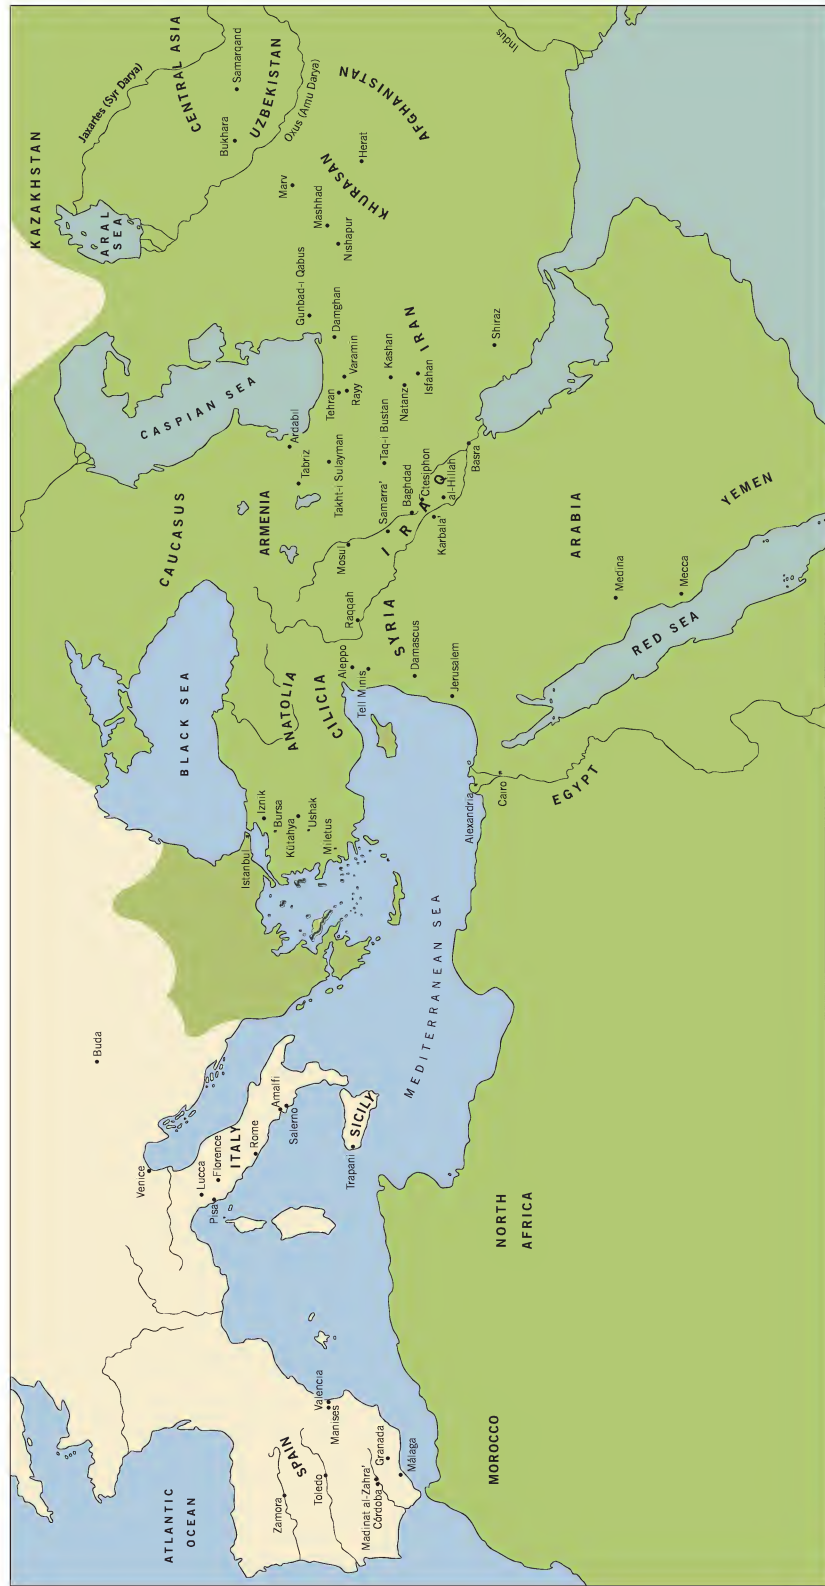 ATLANTIC
OCEAN
Zamora
SPAIN
Toledo
Madinat al-Zahra'
Córdoba
Granada
Málaga
Valencia
Manises
MOROCCO
NORTH
AFRICA
Venice
Lucca
Florence
Pisa
ITALY
Rome
Amalfi
Salerno
Trapani
SICILY
Buda
MEDITERRANEAN SEA
BLACK SEA
Istanbul
Iznik
Bursa
Kütahya
Ushak
Miletus
ANATOLIA
CILICIA
Alexandria
Cairo
EGYPT
Aleppo
Tell Minis
SYRIA
Damascus
Jerusalem
Raqqah
RED SEA
Medina
Mecca
ARABIA
YEMEN
CAUCASUS
ARMENIA
Mosul
IRAQ
Samarra'
Baghdad
Ctesiphon
al-Hillah
Karbala'
Basra
Tabriz
Ardabil
Takht-i Sulayman
Taq-i Bustan
CASPIAN SEA
Tehran
Rayy
Varamin
Kashan
Natanz
Isfahan
IRAN
Shiraz
Damghan
Gunbad-ı Qabus
Nishapur
Mashhad
KHURASAN
Marv
Herat
AFGHANISTAN
KAZAKHSTAN
ARAL
SEA
Jaxartes (Syr Darya)
CENTRAL ASIA
Bukhara
Samarqand
UZBEKISTAN
Oxus (Amu Darya)
Indus